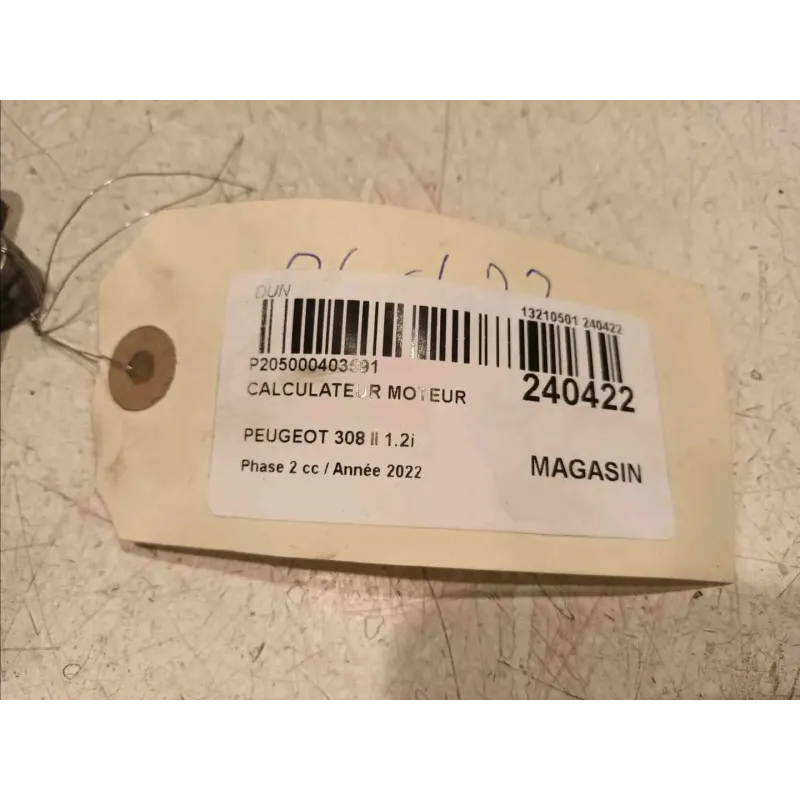 DUN
13210501 240422
P205000403591
240422
CALCULATEUR MOTEUR
PEUGEOT 308 II 1.2i
MAGASIN
Phase 2 cc / Année 2022